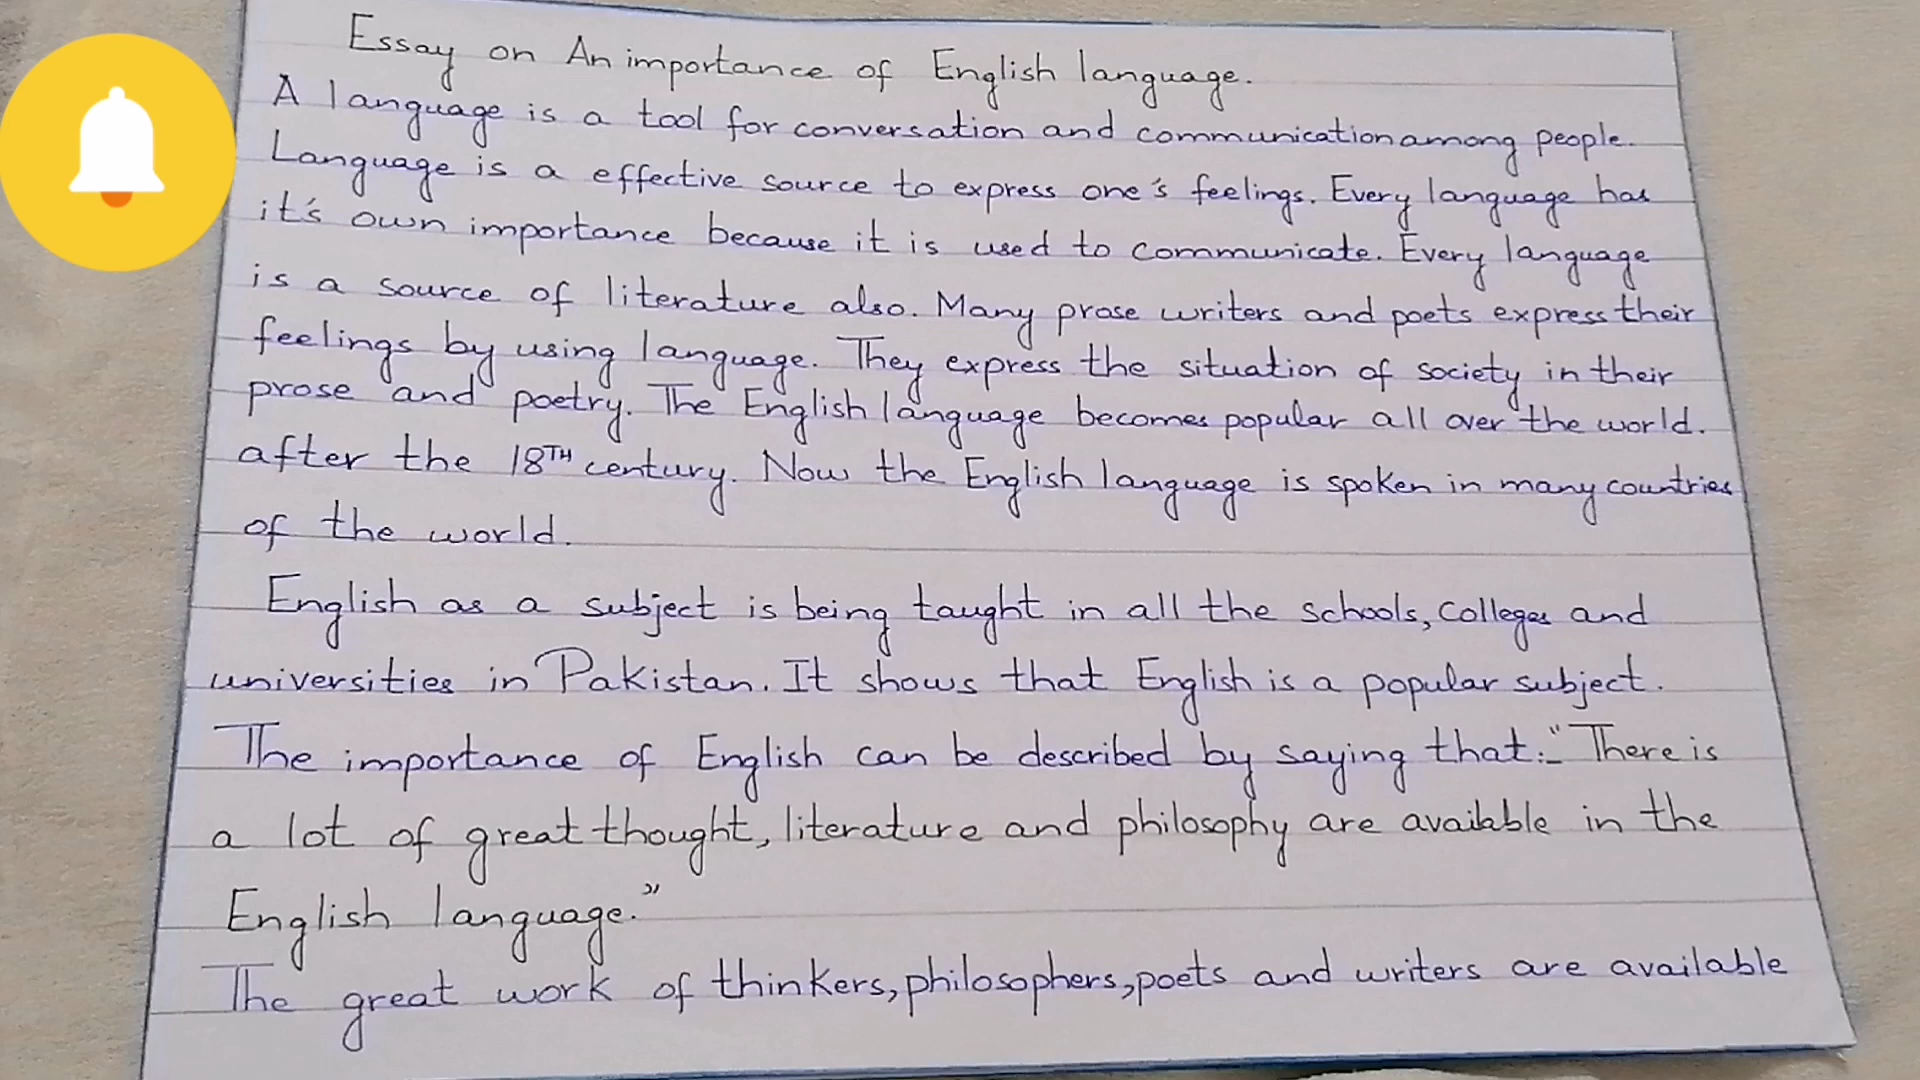 Essay on An importance of English language.
A language is a tool for conversation and communication among people.
Language is a effective source to express one's feelings. Every language has
it's own importance because it is used to communicate. Every language
is a source of literature also. Many prose writers and poets express their
feelings by using language. They express the situation of society in their
prose and poetry. The English language becomes popular all over the world.
after the 18TH century. Now the English language is spoken in many countries
of the world.
English as a subject is being taught in all the schools, colleges and
universities in Pakistan. It shows that English is a popular subject.
The importance of English can be described by saying that:- "There is
a lot of great thought, literature and philosophy are available in the
English language."
The great work of thinkers, philosophers, poets and writers are available